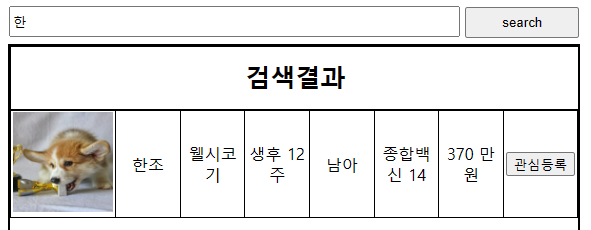 한
search
검색결과
한조
웰시코
기
생후 12
주
남아
종합백
신 14
370 만
원
관심등록